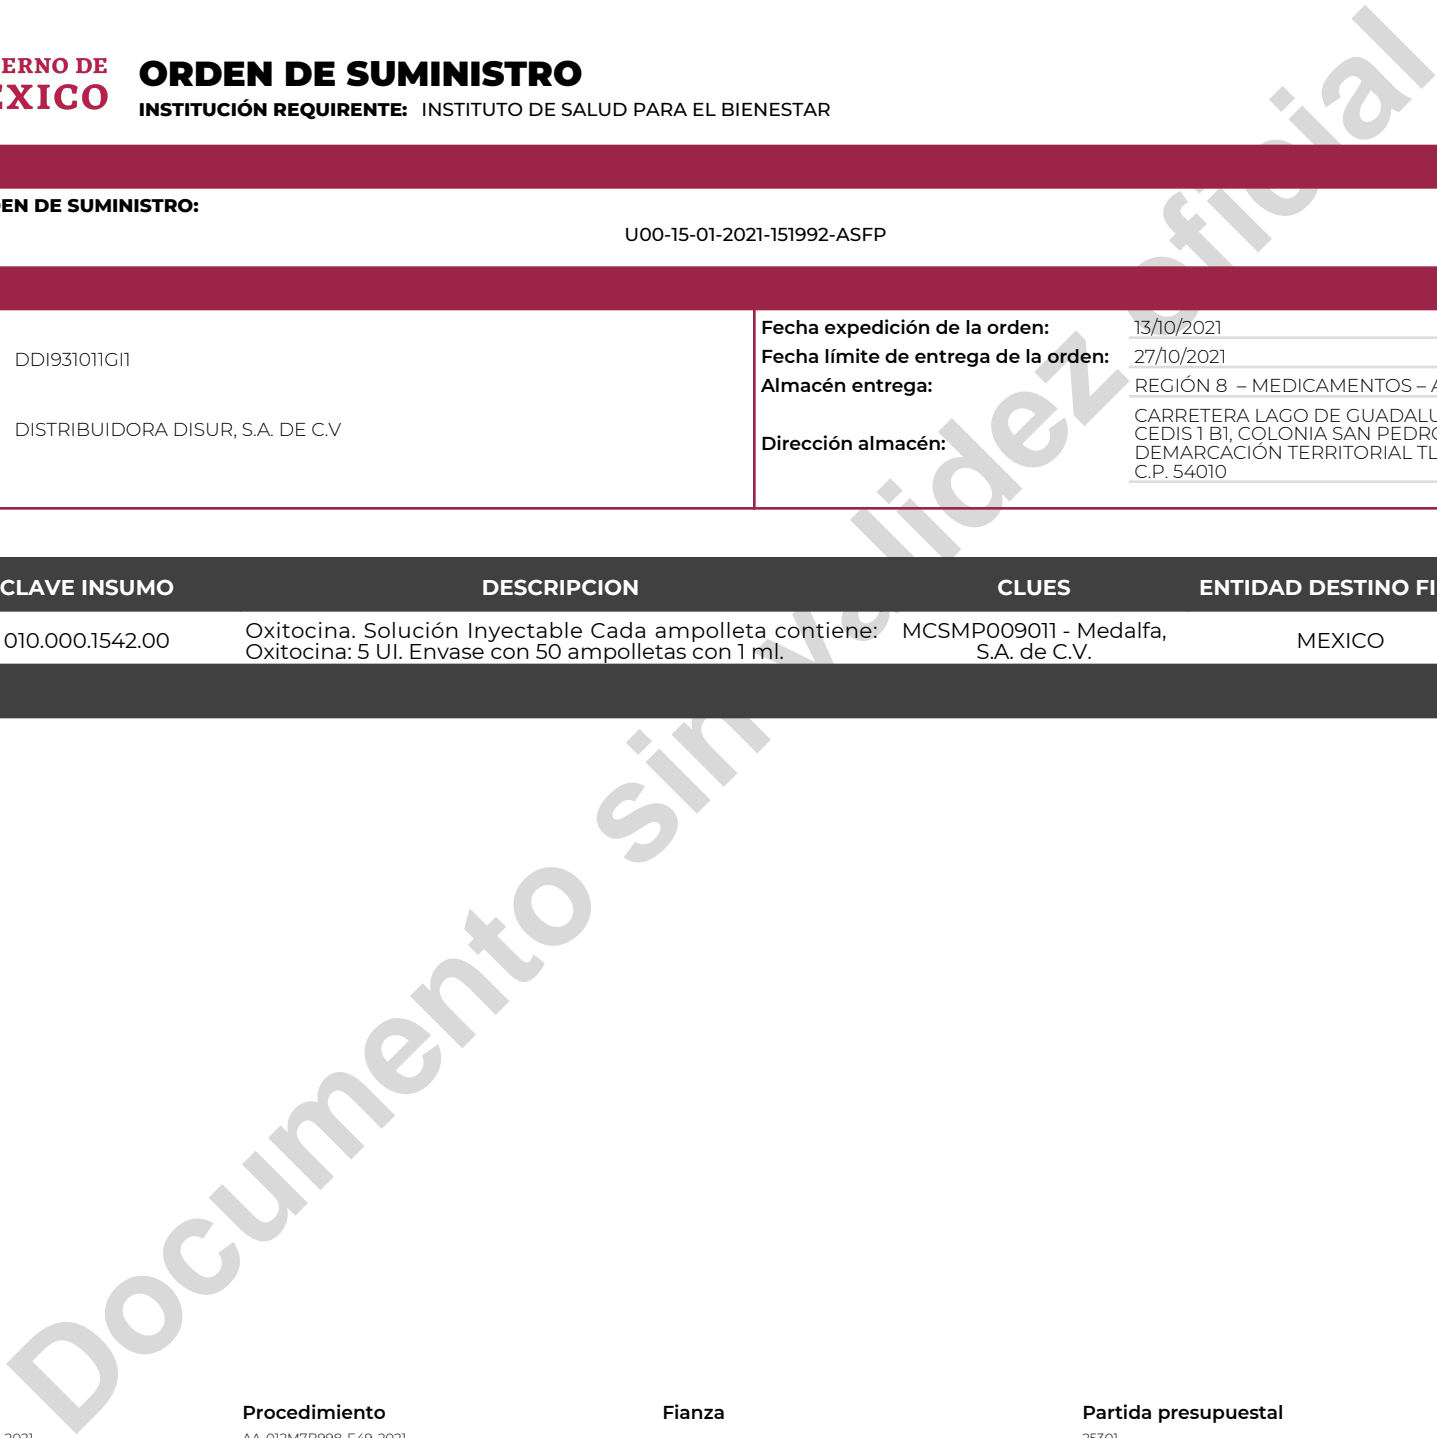 ERNO DE
ORDEN DE SUMINISTRO
INSTITUCIÓN REQUIRENTE: INSTITUTO DE SALUD PARA EL BIENESTAR
EN DE SUMINISTRO:
U00-15-01-2021-151992-ASFP
DDI931011GI1
DISTRIBUIDORA DISUR, S.A. DE C.V
Fecha expedición de la orden: 13/10/2021
Fecha límite de entrega de la orden: 27/10/2021
Almacén entrega: REGIÓN 8 – MEDICAMENTOS – A
Dirección almacén: CARRETERA LAGO DE GUADALU
CEDIS 1 B1, COLONIA SAN PEDRO
DEMARCACIÓN TERRITORIAL TL
C.P. 54010
CLAVE INSUMO DESCRIPCION CLUES ENTIDAD DESTINO FI
010.000.1542.00 Oxitocina. Solución Inyectable Cada ampolleta contiene: MCSMP009011 - Medalfa, MEXICO
Oxitocina: 5 UI. Envase con 50 ampolletas con 1 ml. S.A. de C.V.
Documento sin validez oficial
Procedimiento Fianza Partida presupuestal